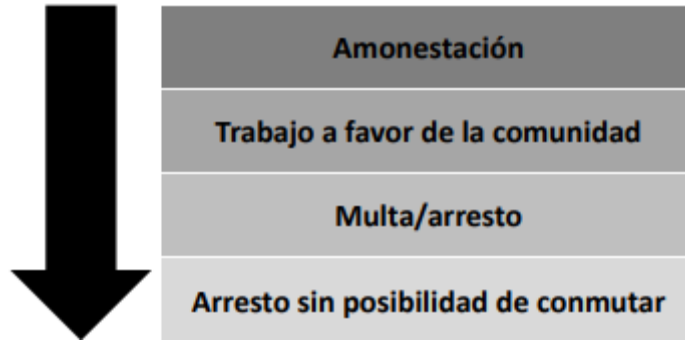 Amonestación
Trabajo a favor de la comunidad
Multa/arresto
Arresto sin posibilidad de conmutar